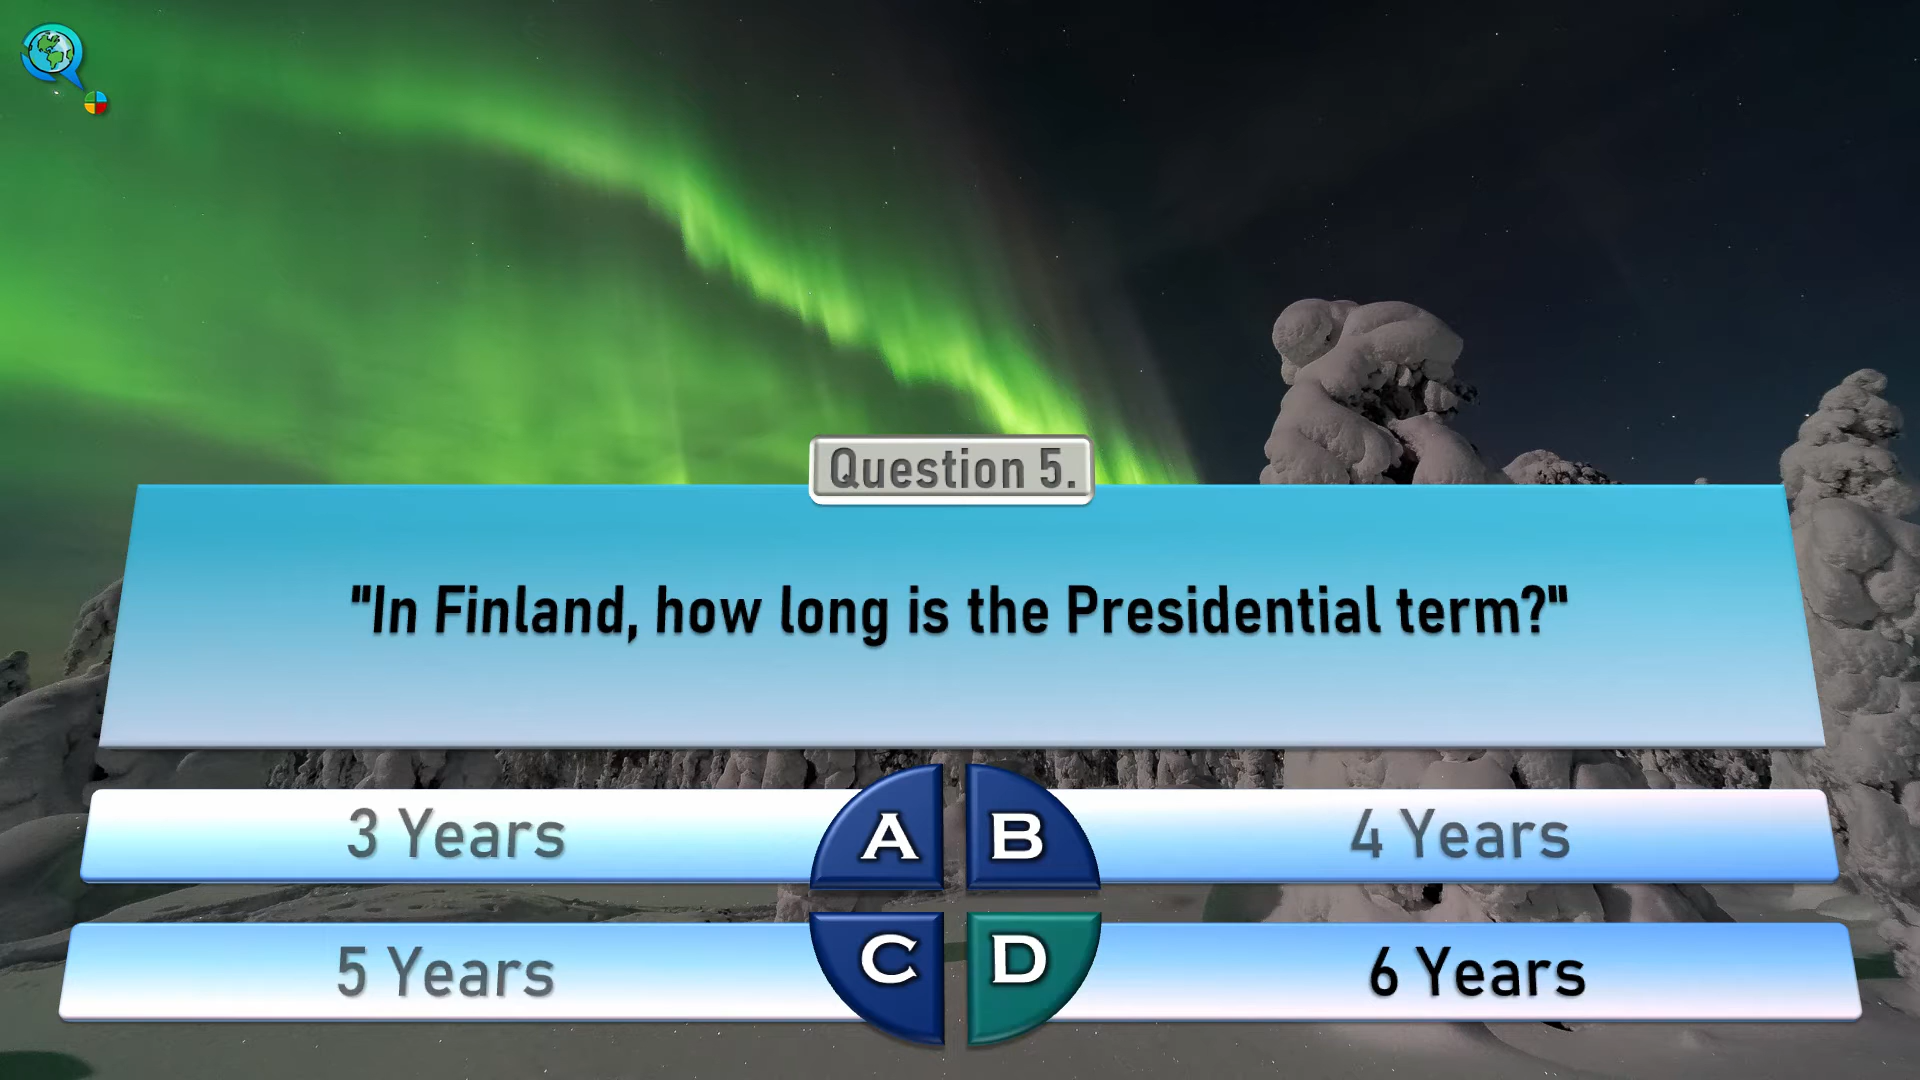 Question 5.
"In Finland, how long is the Presidential term?"
3 Years
A
B
4 Years
5 Years
C
D
6 Years